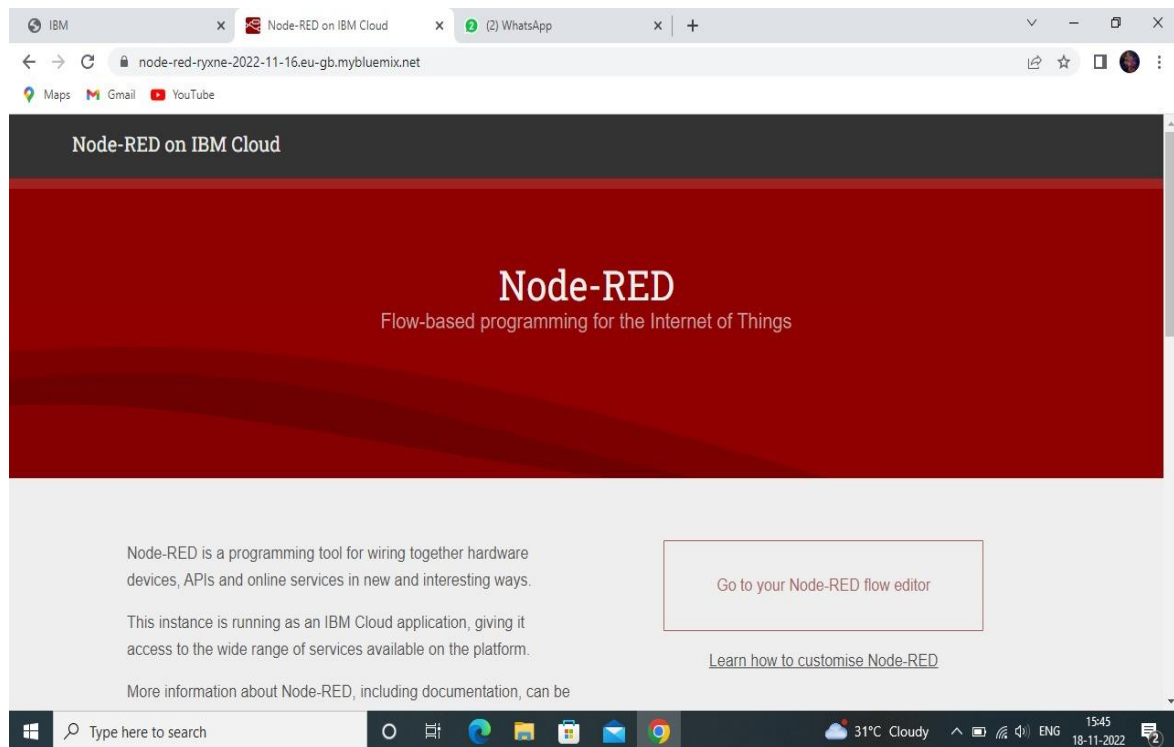 IBM
Node-RED on IBM Cloud
(2) WhatsApp
node-red-ryxne-2022-11-16.eu-gb.mybluemix.net
Maps Gmail YouTube
Node-RED on IBM Cloud
Node-RED
Flow-based programming for the Internet of Things
Node-RED is a programming tool for wiring together hardware
devices, APIs and online services in new and interesting ways.
This instance is running as an IBM Cloud application, giving it
access to the wide range of services available on the platform.
More information about Node-RED, including documentation, can be
Go to your Node-RED flow editor
Learn how to customise Node-RED
Type here to search
31°C Cloudy
ENG
15:45
18-11-2022
2